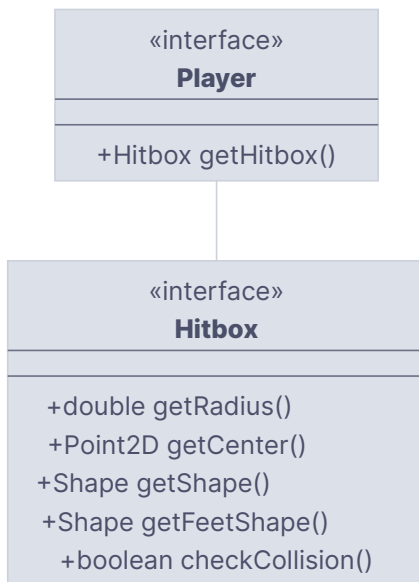 «interface»
Player
+Hitbox getHitbox()
«interface»
Hitbox
+double getRadius()
+Point2D getCenter()
+Shape getShape()
+Shape getFeetShape()
+boolean checkCollision()